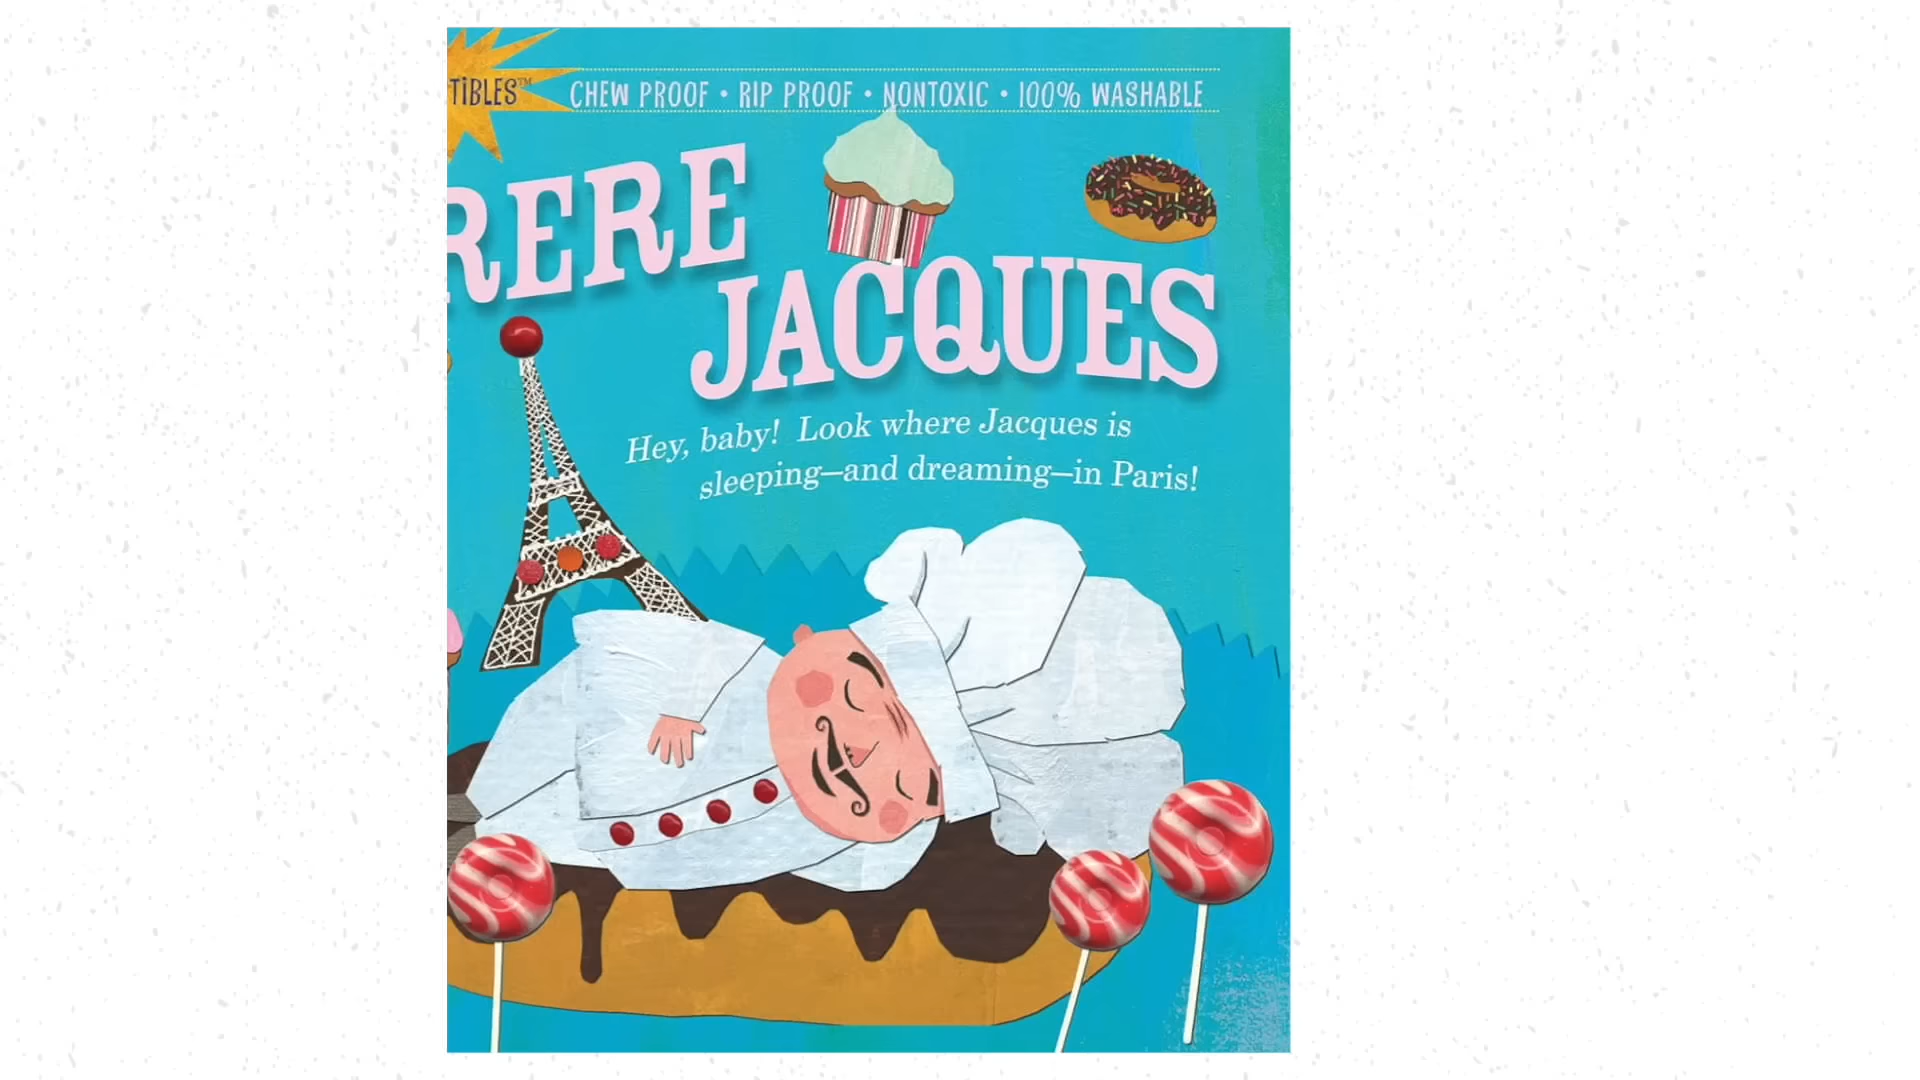 TiBLES™
CHEW PROOF • RIP PROOF • NONTOXIC • 100% WASHABLE
RERE
JACQUES
Hey, baby! Look where Jacques is
sleeping—and dreaming—in Paris!